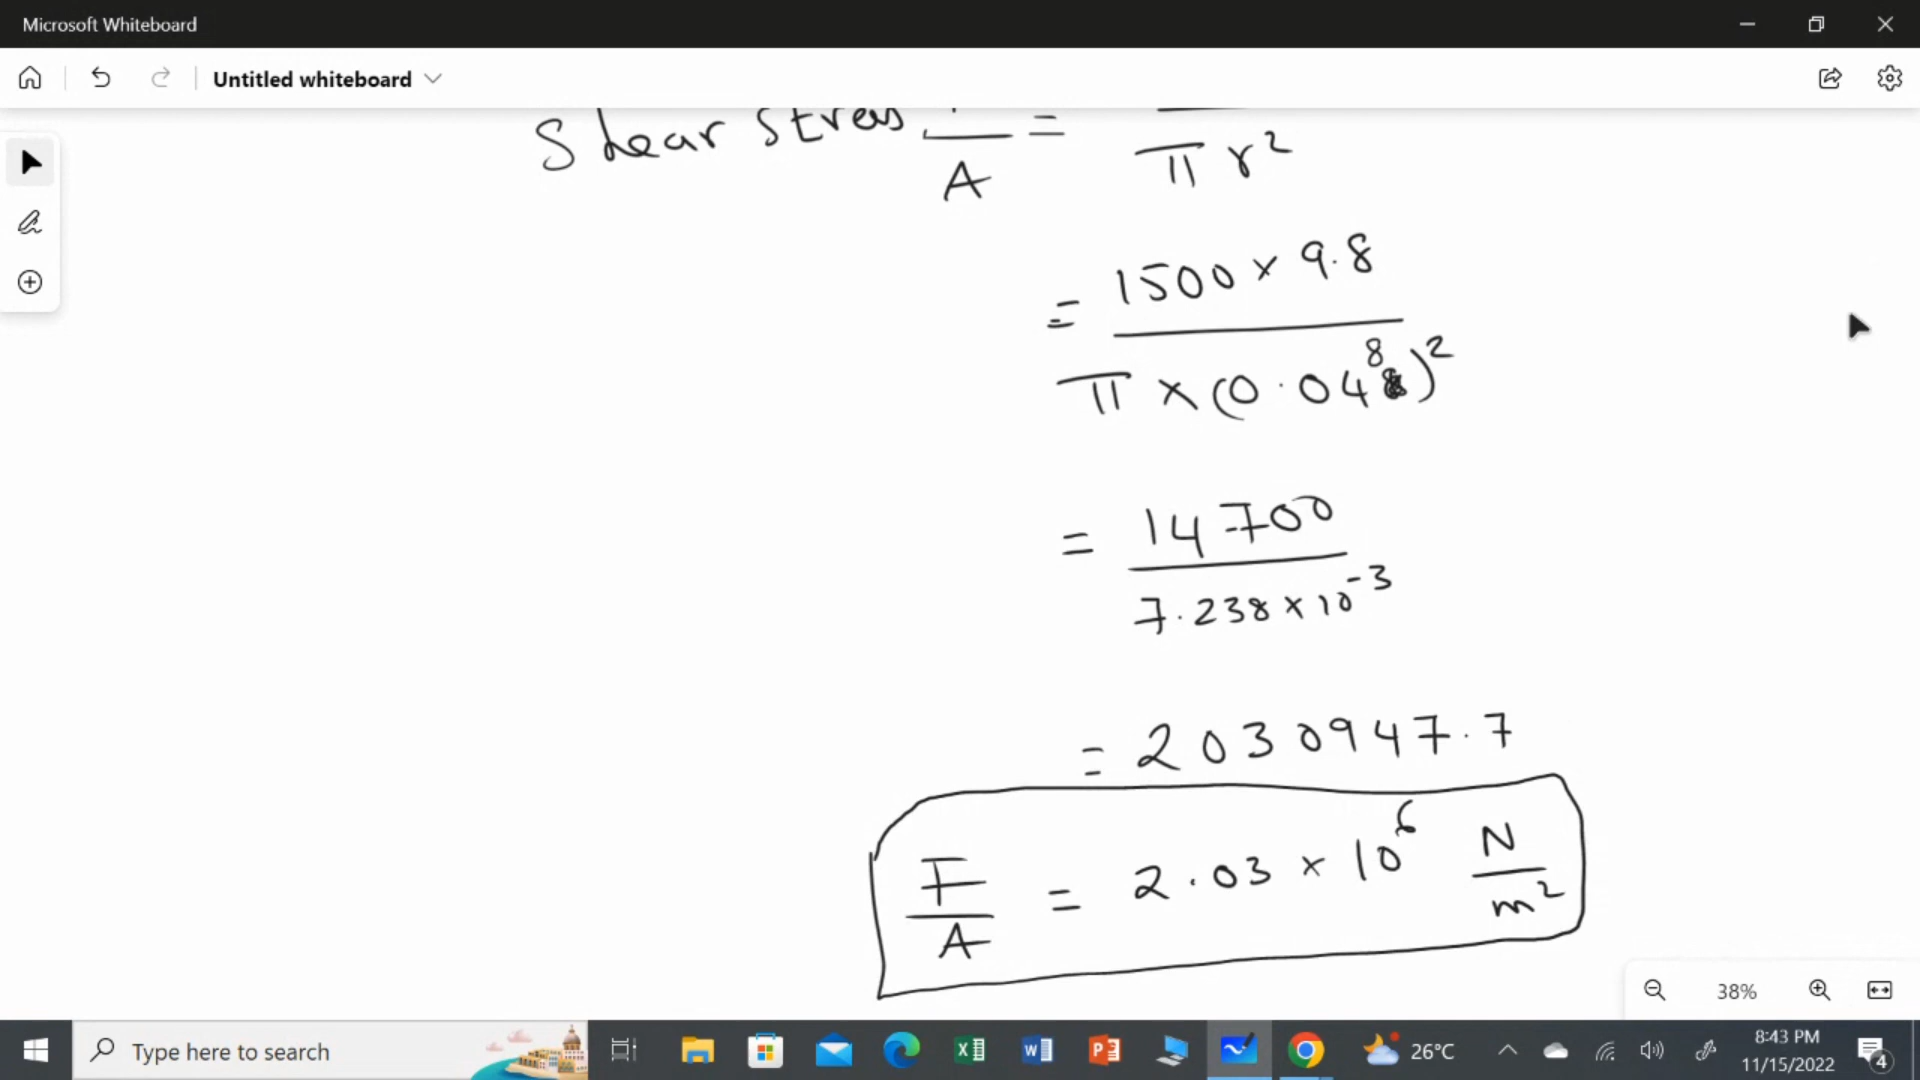 Microsoft Whiteboard
Untitled whiteboard
Shear Stress — / A = — / π r²
= 1500 × 9.8 / π × (0.048)²
= 14700 / 7.238 × 10⁻³
= 2030947.7
F / A = 2.03 × 10⁶ N / m²
38%
Type here to search
26°C
8:43 PM
11/15/2022
4